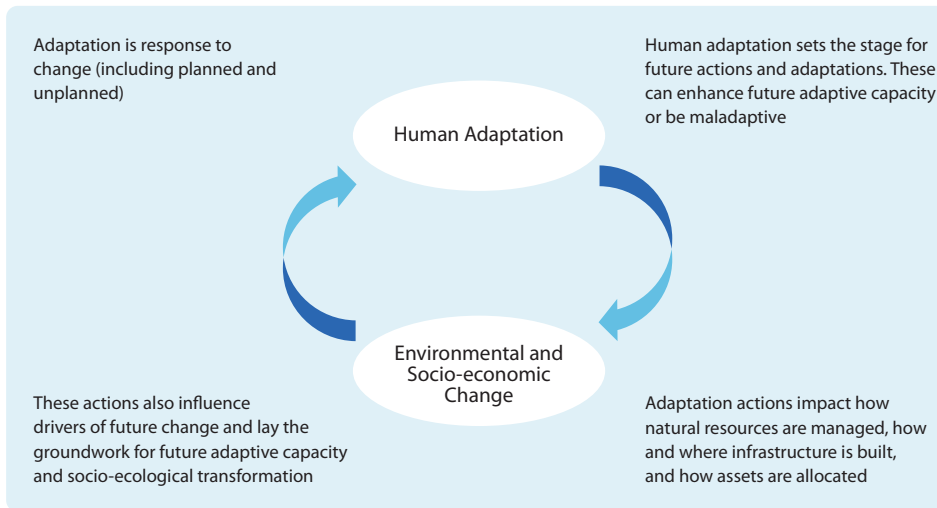 Adaptation is response to
change (including planned and
unplanned)
Human adaptation sets the stage for
future actions and adaptations. These
can enhance future adaptive capacity
or be maladaptive
Human Adaptation
Environmental and
Socio-economic
Change
These actions also influence
drivers of future change and lay the
groundwork for future adaptive capacity
and socio-ecological transformation
Adaptation actions impact how
natural resources are managed, how
and where infrastructure is built,
and how assets are allocated